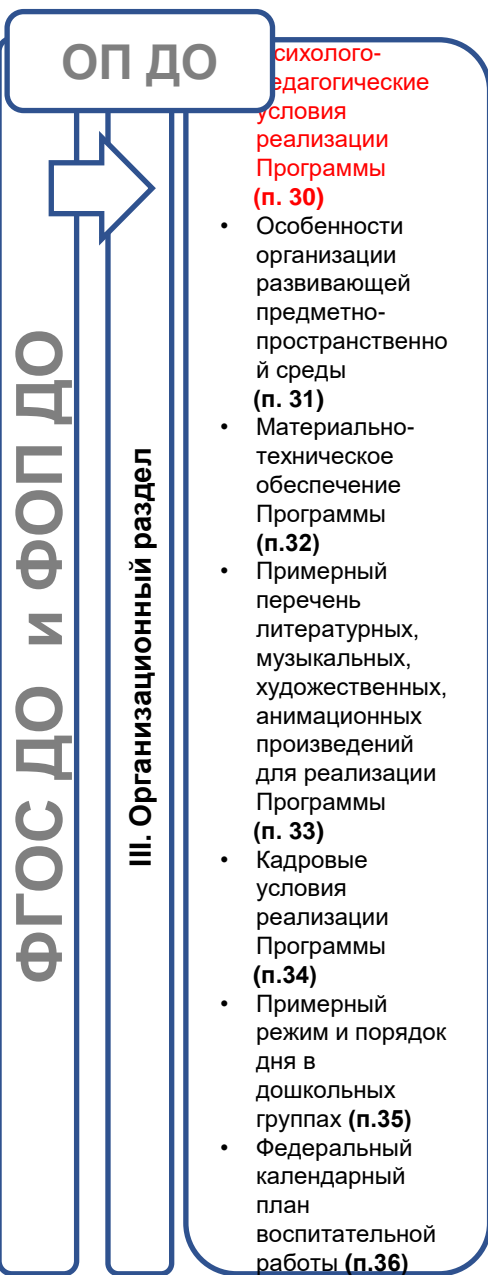 ОП ДО
сихолого-
едагогические
условия
реализации
Программы
(п. 30)
• Особенности
организации
развивающей
предметно-
пространственно
й среды
(п. 31)
• Материально-
техническое
обеспечение
Программы
(п.32)
• Примерный
перечень
литературных,
музыкальных,
художественных,
анимационных
произведений
для реализации
Программы
(п. 33)
• Кадровые
условия
реализации
Программы
(п.34)
• Примерный
режим и порядок
дня в
дошкольных
группах (п.35)
• Федеральный
календарный
план
воспитательной
работы (п.36)
III. Организационный раздел
ФГОС ДО и ФОП ДО